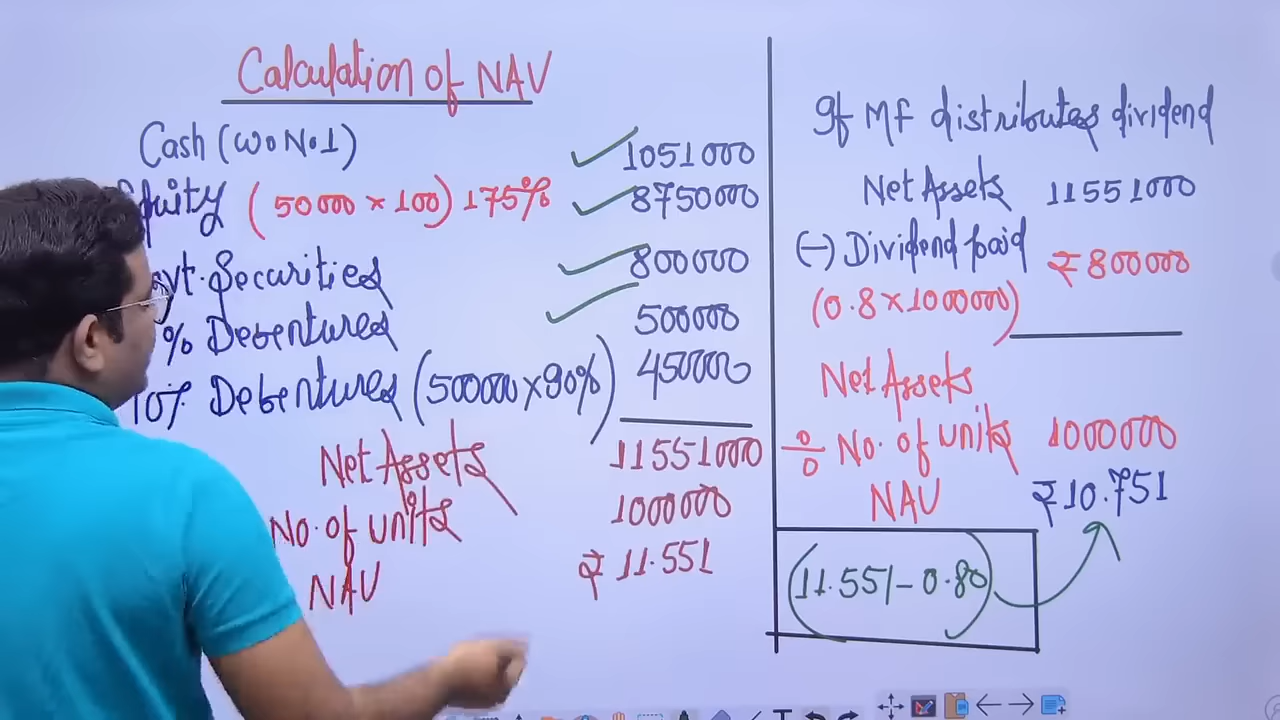 Calculation of NAV
Cash (WoNo1) 1051000
(50000 × 100) 175% 8750000
Securities 800000
% Debentures 500000
10% Debentures (500000×90%) 450000
Net Assets 11551000
No. of units 1000000
NAV ₹ 11.551
If MF distributes dividend
Net Assets 11551000
(-) Dividend paid ₹ 800000
(0.8 × 1000000)
Net Assets
÷ No. of units 1000000
NAV ₹ 10.751
(11.551 - 0.80)